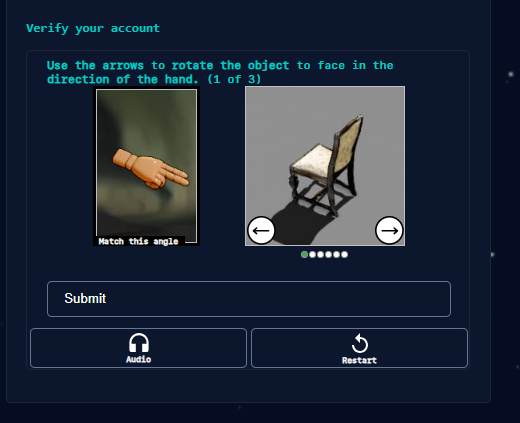 Verify your account
Use the arrows to rotate the object to face in the
direction of the hand. (1 of 3)
Match this angle
Submit
Audio
Restart